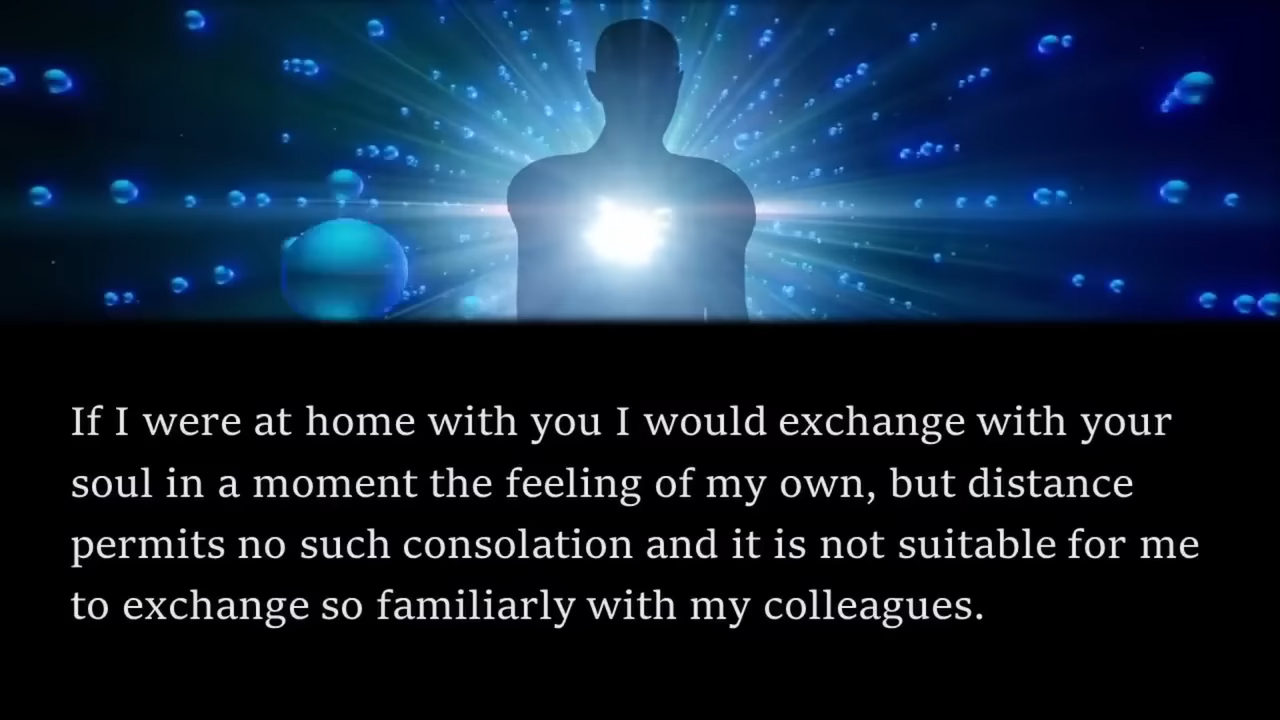 If I were at home with you I would exchange with your
soul in a moment the feeling of my own, but distance
permits no such consolation and it is not suitable for me
to exchange so familiarly with my colleagues.